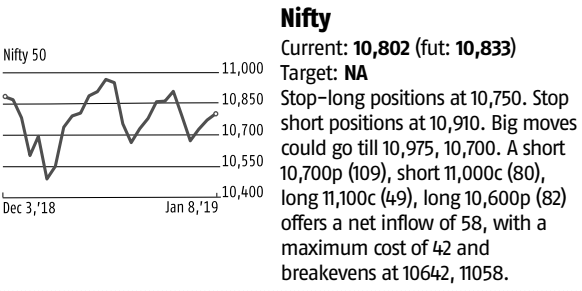 Nifty
Current: 10,802 (fut: 10,833)
Target: NA
Stop-long positions at 10,750. Stop
short positions at 10,910. Big moves
could go till 10,975, 10,700. A short
10,700p (109), short 11,000c (80),
long 11,100c (49), long 10,600p (82)
offers a net inflow of 58, with a
maximum cost of 42 and
breakevens at 10642, 11058.
Nifty 50
11,000
10,850
10,700
10,550
10,400
Dec 3,'18 Jan 8,'19